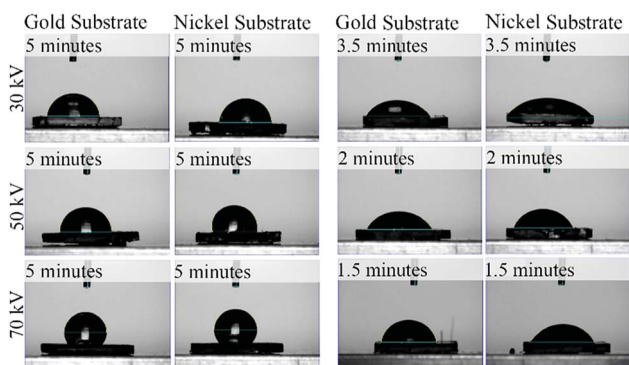 Gold Substrate Nickel Substrate Gold Substrate Nickel Substrate
30 kV
5 minutes 5 minutes 3.5 minutes 3.5 minutes
50 kV
5 minutes 5 minutes 2 minutes 2 minutes
70 kV
5 minutes 5 minutes 1.5 minutes 1.5 minutes